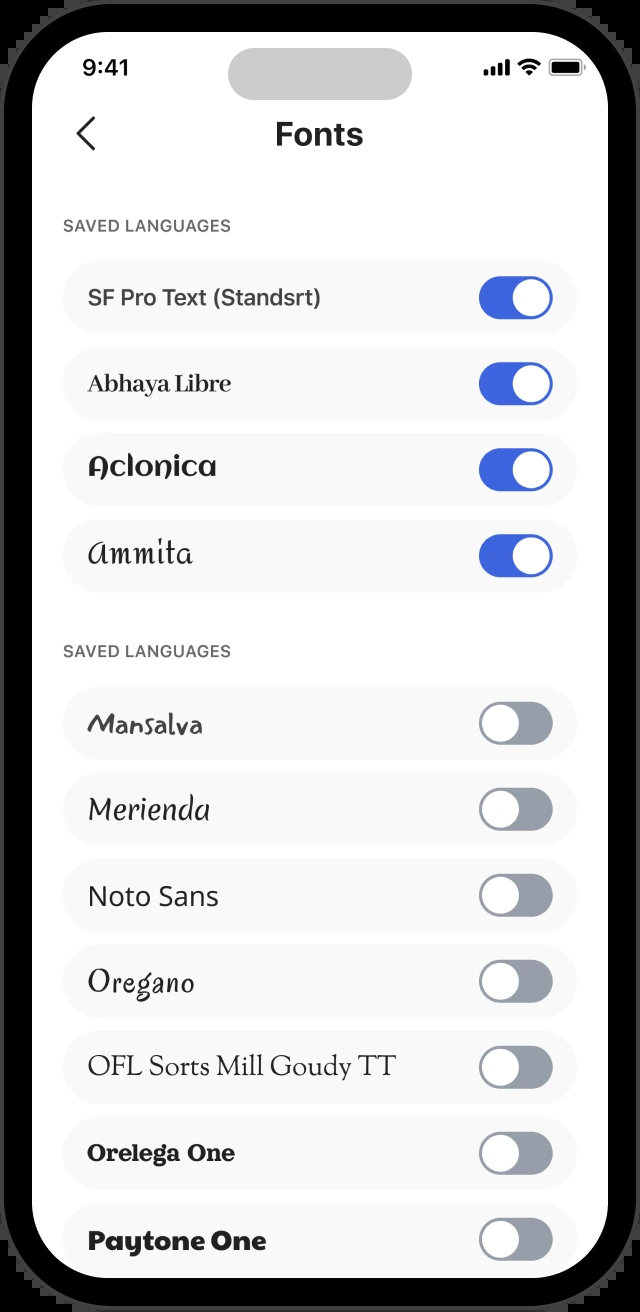 9:41
Fonts
SAVED LANGUAGES
SF Pro Text (Standsrt)
Abhaya Libre
Aclonica
Ammita
SAVED LANGUAGES
Mansalva
Merienda
Noto Sans
Oregano
OFL Sorts Mill Goudy TT
Orelega One
Paytone One